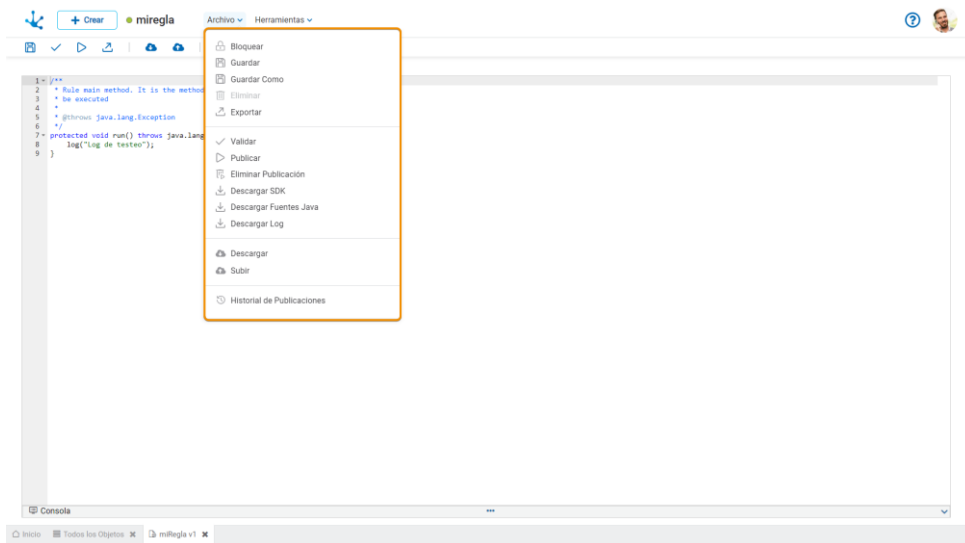 + Crear
miregla
Archivo
Herramientas
Bloquear
Guardar
Guardar Como
Eliminar
Exportar
Validar
Publicar
Eliminar Publicación
Descargar SDK
Descargar Fuentes Java
Descargar Log
Descargar
Subir
Historial de Publicaciones
1 /**
2 * Rule main method. It is the method
3 * be executed
4 *
5 * @throws java.lang.Exception
6 */
7 protected void run() throws java.lang
8 log("Log de testeo");
9 }
Consola
Inicio
Todos los Objetos
miRegla v1